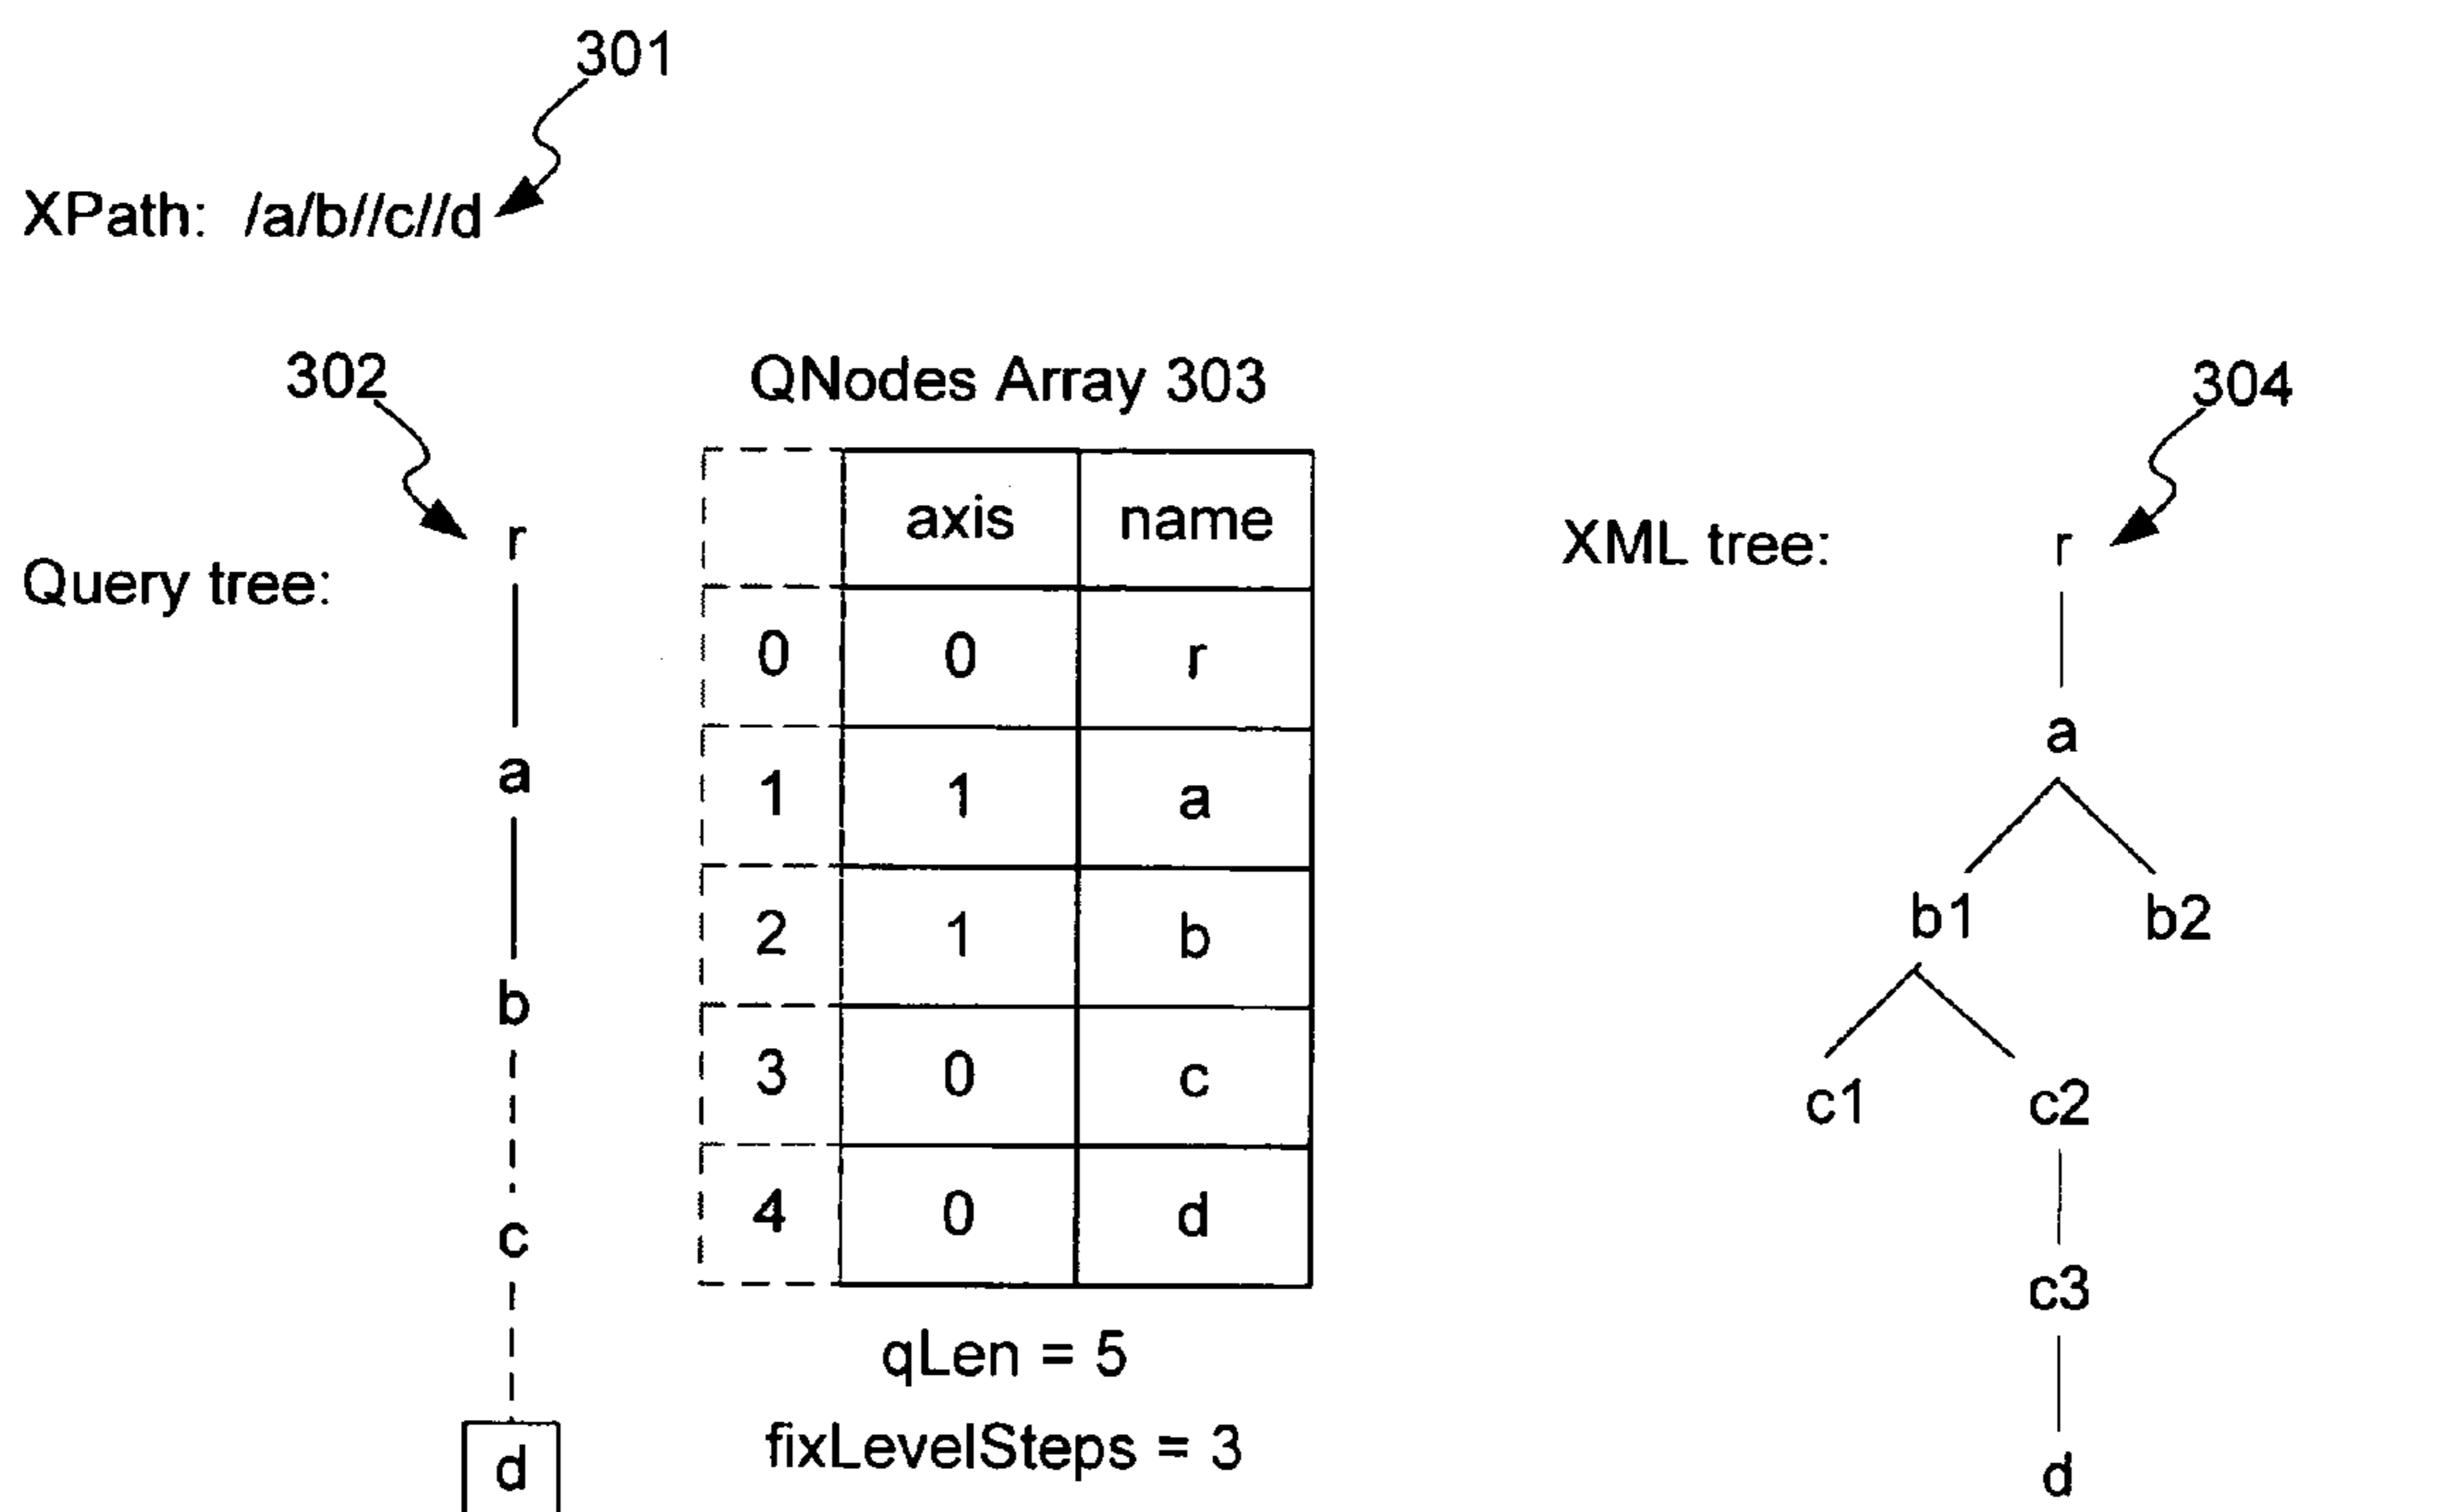 301
XPath: /a/b//c//d
302
QNodes Array 303
304
Query tree:
r
a
b
c
d
axis name
0 0 r
1 1 a
2 1 b
3 0 c
4 0 d
qLen = 5
fixLevelSteps = 3
XML tree:
r
a
b1 b2
c1 c2
c3
d